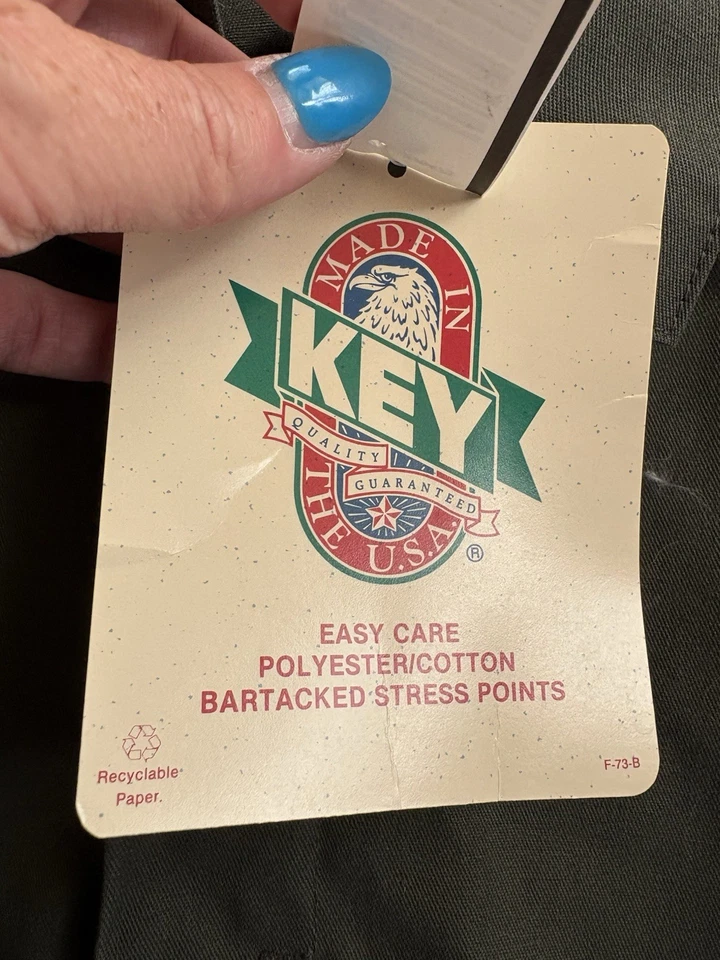 MADE IN
KEY
QUALITY
GUARANTEED
THE U.S.A.
®
EASY CARE
POLYESTER/COTTON
BARTACKED STRESS POINTS
Recyclable
Paper.
F-73-B